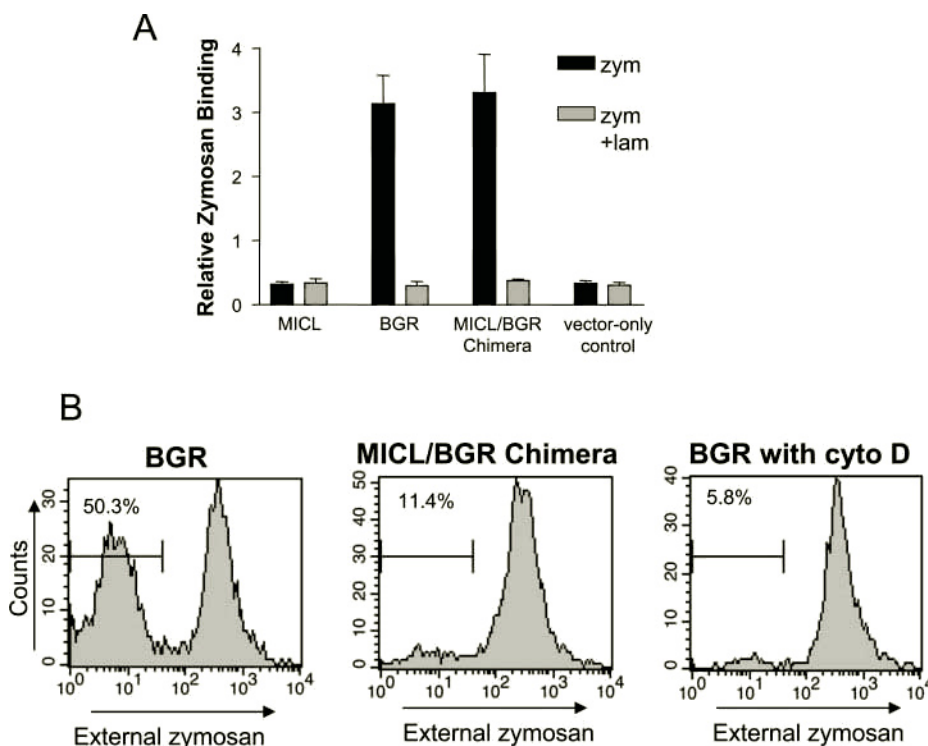 A
Relative Zymosan Binding
4
3
2
1
0
zym
zym
+lam
MICL
BGR
MICL/BGR
Chimera
vector-only
control
B
BGR
50.3%
Counts
30
20
10
0
10⁰ 10¹ 10² 10³ 10⁴
External zymosan
MICL/BGR Chimera
11.4%
50
40
30
20
10
0
10⁰ 10¹ 10² 10³ 10⁴
External zymosan
BGR with cyto D
5.8%
40
30
20
10
0
10⁰ 10¹ 10² 10³ 10⁴
External zymosan